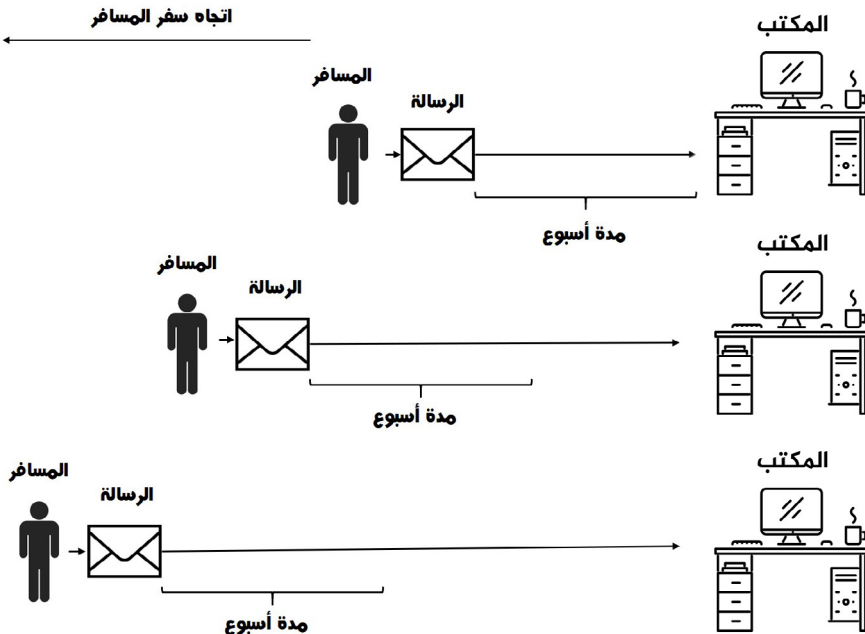 اتجاه سفر المسافر
المكتب
المسافر
الرسالة
مدة أسبوع
المكتب
المسافر
الرسالة
مدة أسبوع
المكتب
المسافر
الرسالة
مدة أسبوع